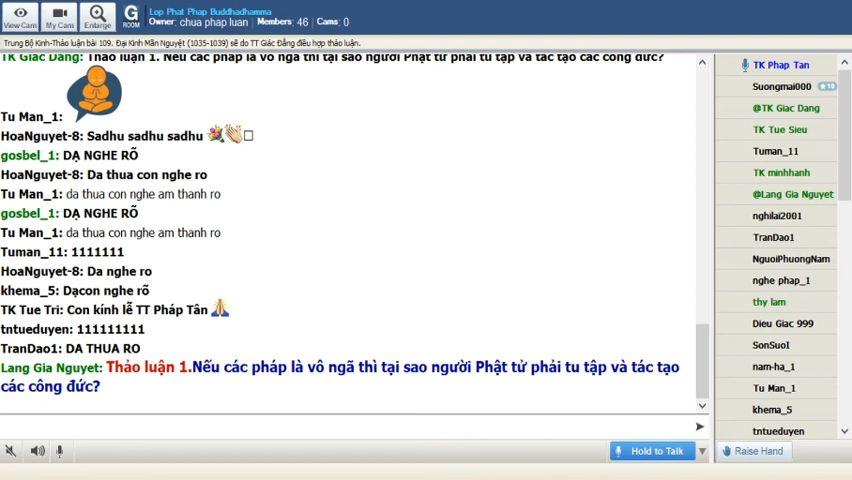 View Cam
My Cam
Enlarge
G
ROOM
Lop Phat Phap Buddhadhamma
Owner: chua phap luan
Members: 46
Cams: 0
Trung Bộ Kinh-Thảo luận bài 109. Đại Kinh Mãn Nguyệt (1035-1039) sẽ do TT Giác Đẳng điều hợp thảo luận.
TK Giac Dang: Thảo luận 1. Nếu các pháp là vô ngã thì tại sao người Phật tử phải tu tập và tác tạo các công đức?
Tu Man_1:
HoaNguyet-8: Sadhu sadhu sadhu
gosbel_1: DẠ NGHE RÕ
HoaNguyet-8: Da thua con nghe ro
Tu Man_1: da thua con nghe am thanh ro
gosbel_1: DẠ NGHE RÕ
Tu Man_1: da thua con nghe am thanh ro
Tuman_11: 1111111
HoaNguyet-8: Da nghe ro
khema_5: Dạcon nghe rõ
TK Tue Tri: Con kính lễ TT Pháp Tân
tntueduyen: 111111111
TranDao1: DA THUA RO
Lang Gia Nguyet: Thảo luận 1.Nếu các pháp là vô ngã thì tại sao người Phật tử phải tu tập và tác tạo
các công đức?
Hold to Talk
TK Phap Tan
Suongmai000
10
@TK Giac Dang
TK Tue Sieu
Tuman_11
TK minhhanh
@Lang Gia Nguyet
nghilai2001
TranDao1
NguoiPhuongNam
nghe phap_1
thy lam
Dieu Giac 999
SonSuoI
nam-ha_1
Tu Man_1
khema_5
tntueduyen
Raise Hand